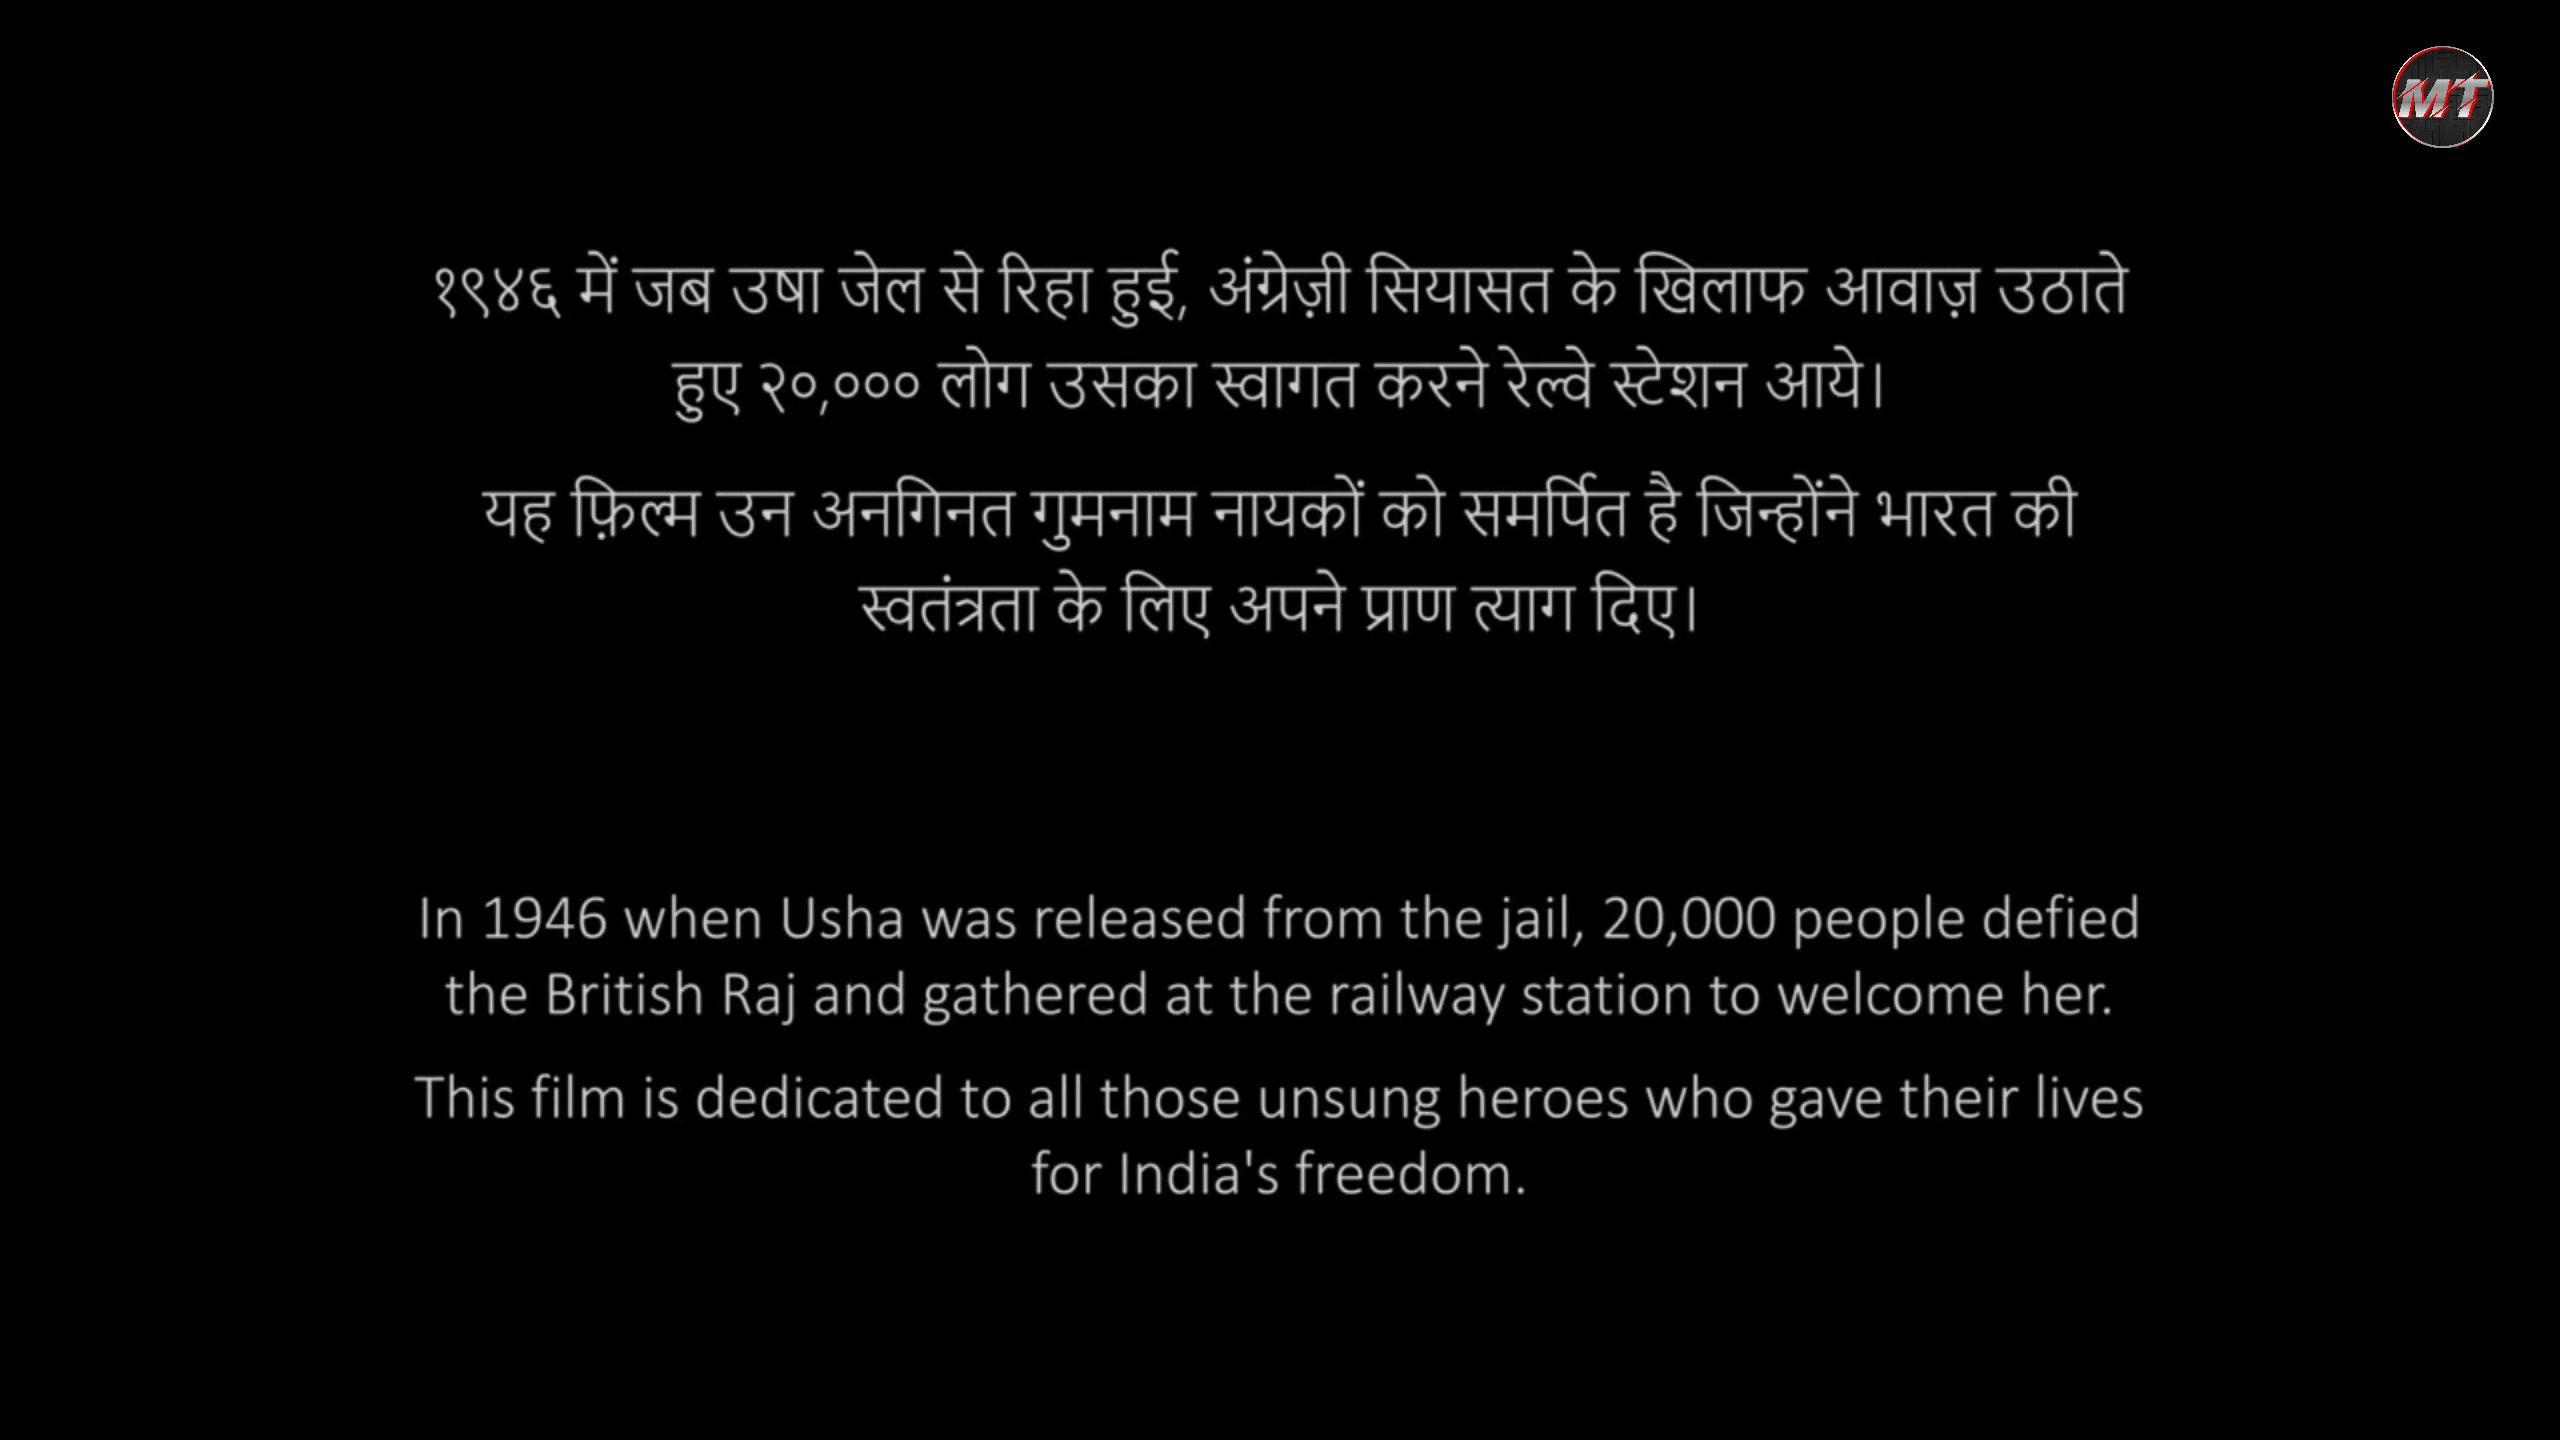 MT
१९४६ में जब उषा जेल से रिहा हुई, अंग्रेज़ी सियासत के खिलाफ आवाज़ उठाते
हुए २०,००० लोग उसका स्वागत करने रेल्वे स्टेशन आये।
यह फ़िल्म उन अनगिनत गुमनाम नायकों को समर्पित है जिन्होंने भारत की
स्वतंत्रता के लिए अपने प्राण त्याग दिए।
In 1946 when Usha was released from the jail, 20,000 people defied
the British Raj and gathered at the railway station to welcome her.
This film is dedicated to all those unsung heroes who gave their lives
for India's freedom.